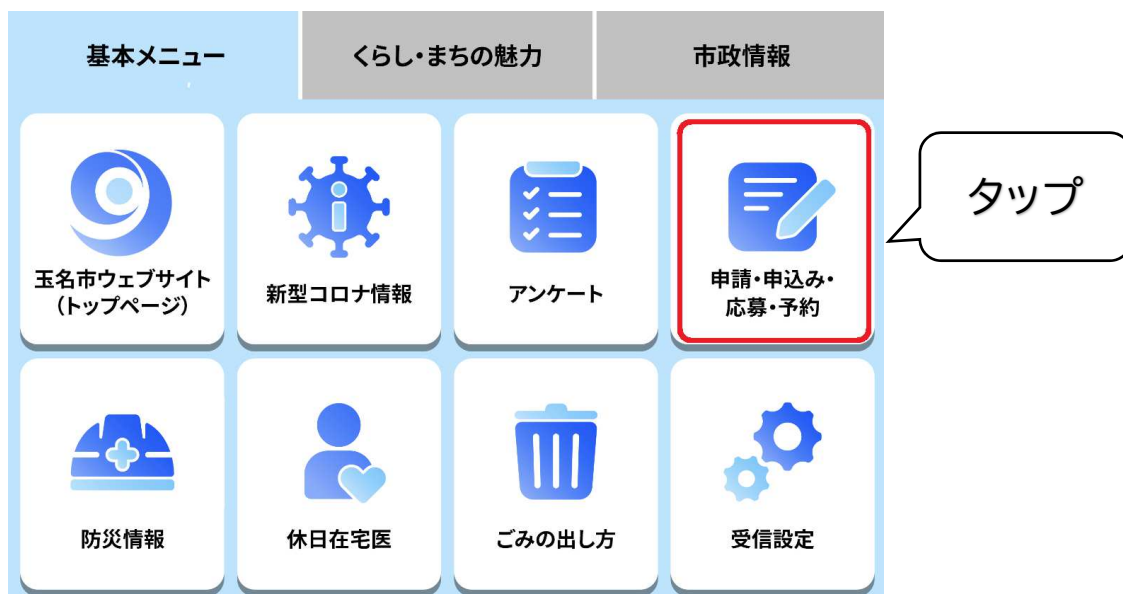 基本メニュー
くらし・まちの魅力
市政情報
玉名市ウェブサイト
（トップページ）
新型コロナ情報
アンケート
申請・申込み・
応募・予約
タップ
防災情報
休日在宅医
ごみの出し方
受信設定